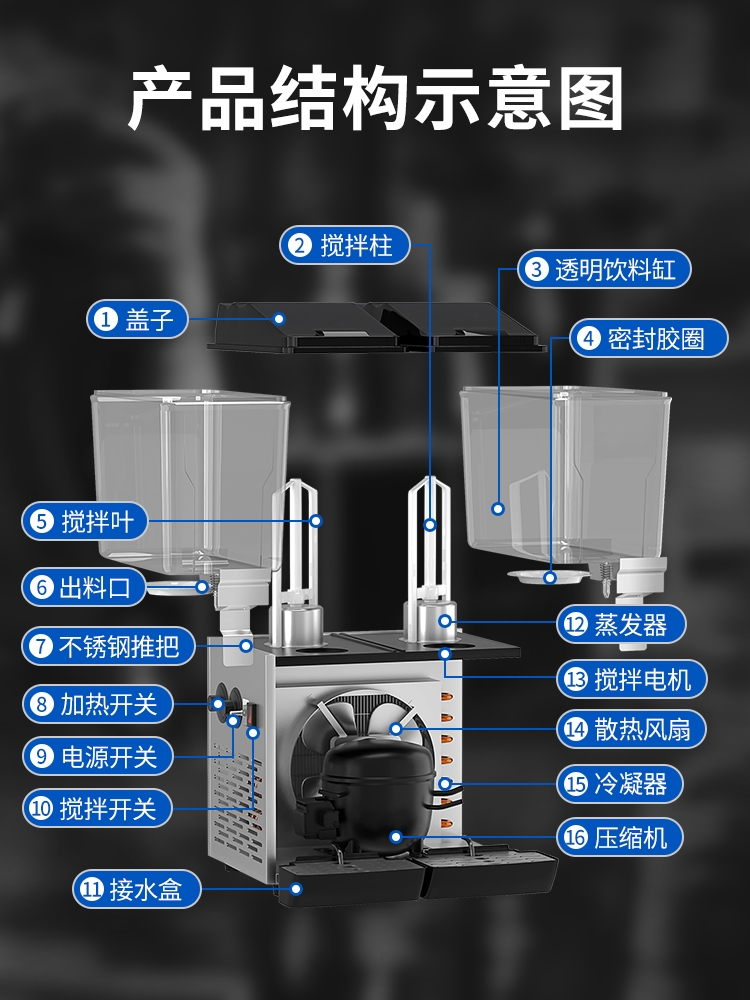 产品结构示意图
① 盖子
② 搅拌柱
③ 透明饮料缸
④ 密封胶圈
⑤ 搅拌叶
⑥ 出料口
⑦ 不锈钢推把
⑧ 加热开关
⑨ 电源开关
⑩ 搅拌开关
⑪ 接水盒
⑫ 蒸发器
⑬ 搅拌电机
⑭ 散热风扇
⑮ 冷凝器
⑯ 压缩机